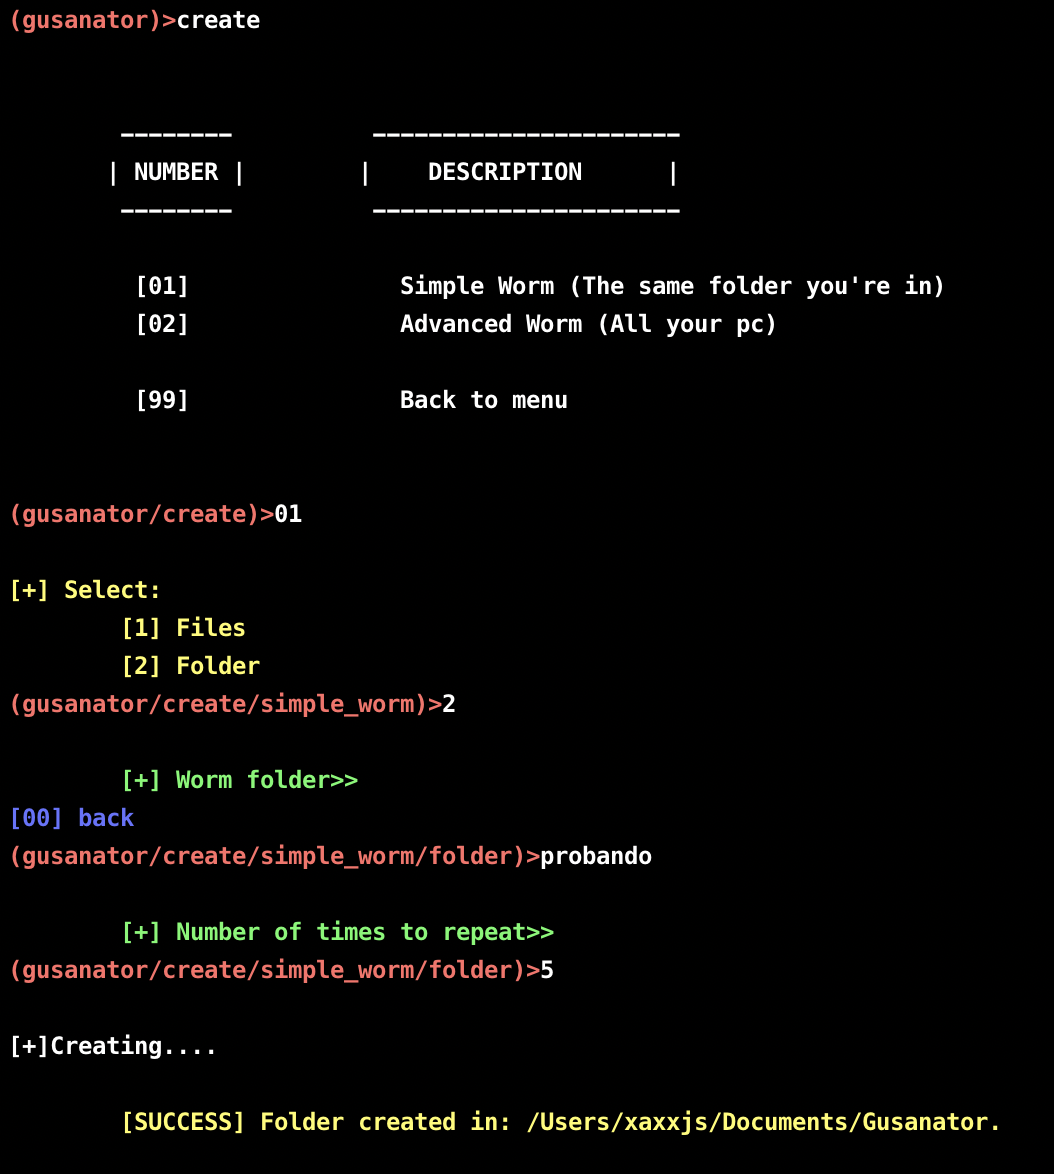 (gusanator)>create
--------          ----------------------
| NUMBER |        |    DESCRIPTION      |
--------          ----------------------
[01]               Simple Worm (The same folder you're in)
[02]               Advanced Worm (All your pc)
[99]               Back to menu
(gusanator/create)>01
[+] Select:
[1] Files
[2] Folder
(gusanator/create/simple_worm)>2
[+] Worm folder>>
[00] back
(gusanator/create/simple_worm/folder)>probando
[+] Number of times to repeat>>
(gusanator/create/simple_worm/folder)>5
[+]Creating....
[SUCCESS] Folder created in: /Users/xaxxjs/Documents/Gusanator.